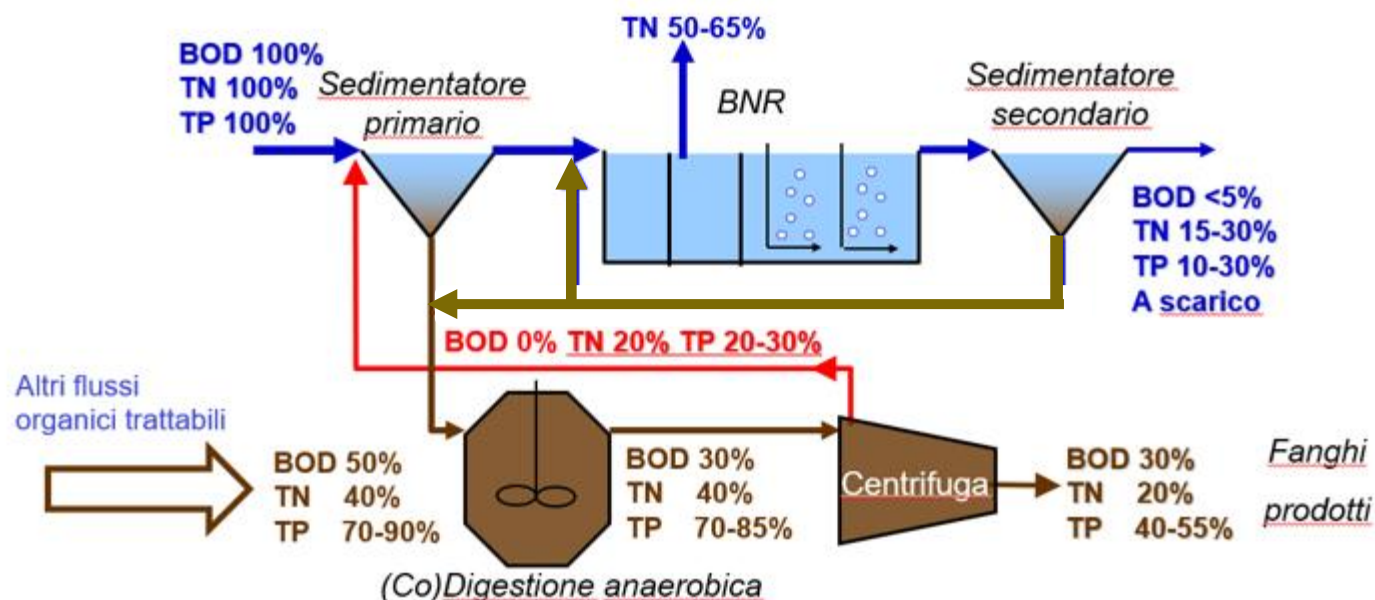 BOD 100%
TN 100%
TP 100%
Sedimentatore
primario
TN 50-65%
BNR
Sedimentatore
secondario
BOD <5%
TN 15-30%
TP 10-30%
A scarico
BOD 0% TN 20% TP 20-30%
Altri flussi
organici trattabili
BOD 50%
TN 40%
TP 70-90%
BOD 30%
TN 40%
TP 70-85%
Centrifuga
BOD 30%
TN 20%
TP 40-55%
Fanghi
prodotti
(Co)Digestione anaerobica